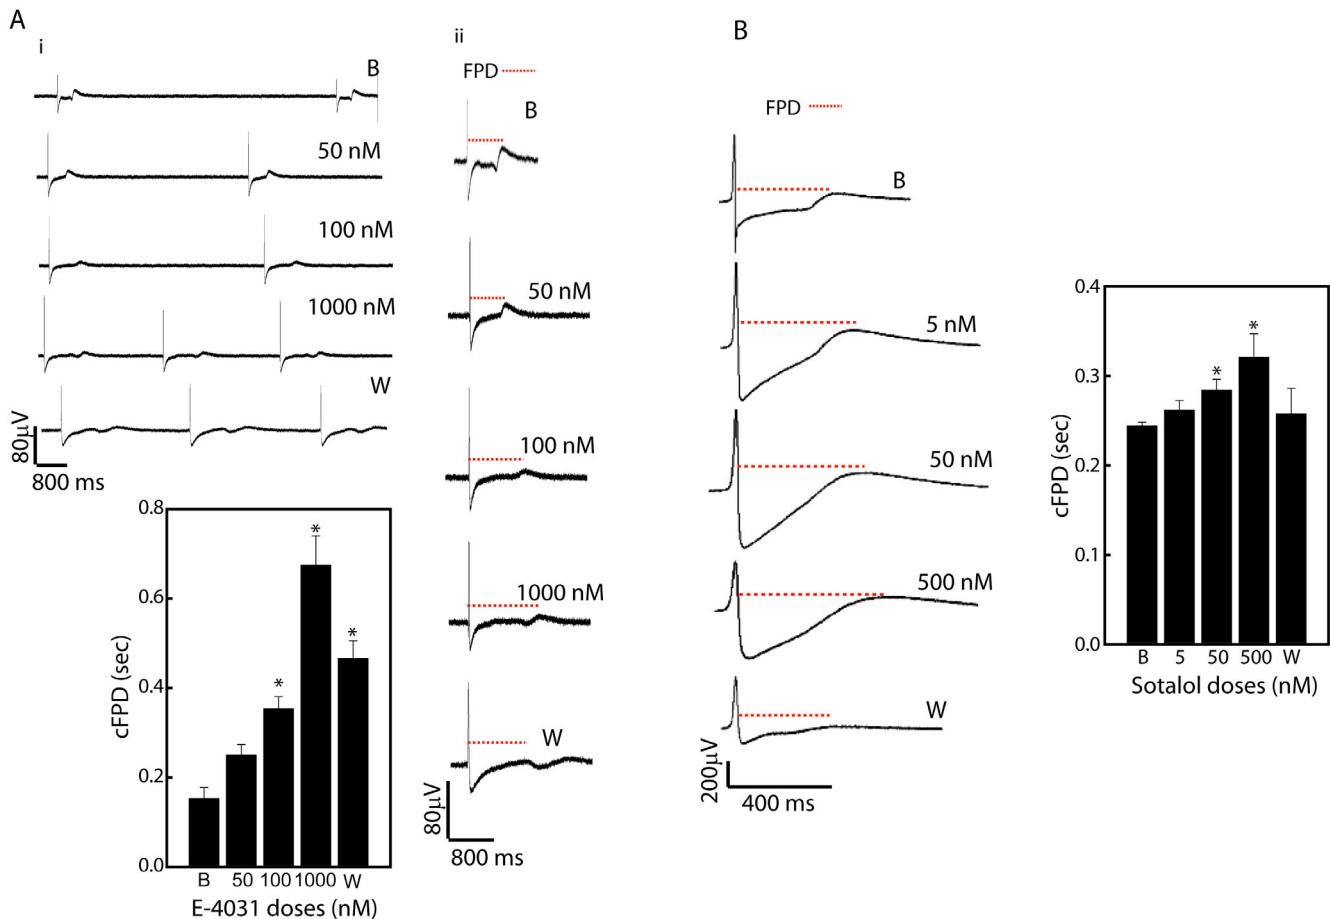 A
i
B
50 nM
100 nM
1000 nM
W
80μV
800 ms
0.8
0.6
0.4
0.2
0.0
cFPD (sec)
*
*
*
B 50 100 1000 W
E-4031 doses (nM)
ii
FPD
B
50 nM
100 nM
1000 nM
W
80μV
800 ms
B
FPD
B
5 nM
50 nM
500 nM
W
200μV
400 ms
0.4
0.3
0.2
0.1
0.0
cFPD (sec)
*
*
B 5 50 500 W
Sotalol doses (nM)